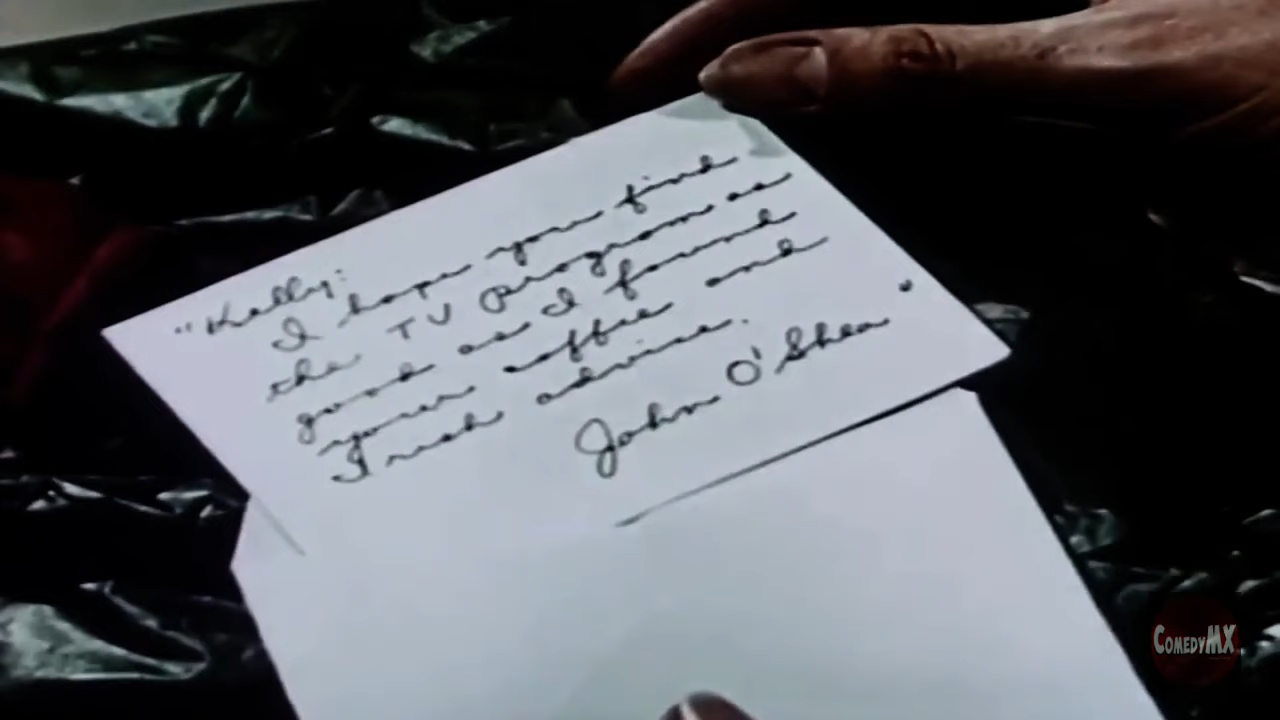 "Kelly:
I hope you find
the TV program as
good as I found
your coffee and
Irish advice.
John O'Shea
COMEDYMX